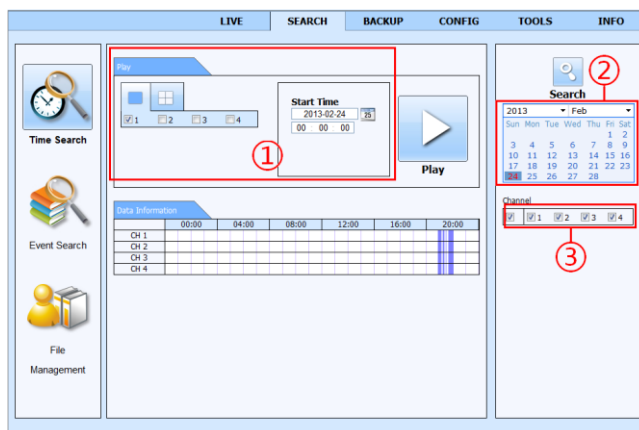 LIVE SEARCH BACKUP CONFIG TOOLS INFO
Time Search
Event Search
File
Management
Play
1 2 3 4
Start Time
2013-02-24 25
00 : 00 : 00
Play
1
Data Information
00:00 04:00 08:00 12:00 16:00 20:00
CH 1
CH 2
CH 3
CH 4
Search
2
2013 Feb
Sun Mon Tue Wed Thu Fri Sat
1 2
3 4 5 6 7 8 9
10 11 12 13 14 15 16
17 18 19 20 21 22 23
24 25 26 27 28
Channel
1 2 3 4
3